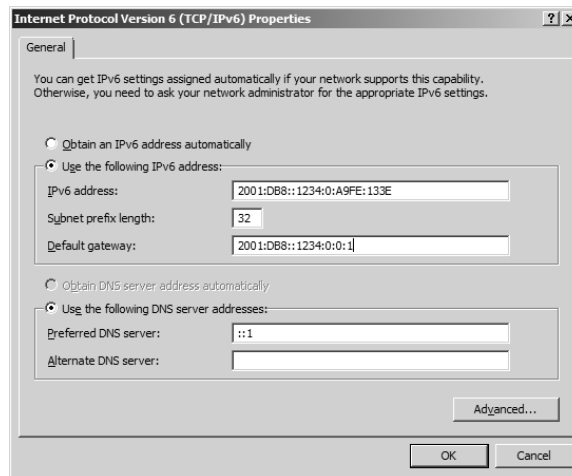 Internet Protocol Version 6 (TCP/IPv6) Properties
General
You can get IPv6 settings assigned automatically if your network supports this capability.
Otherwise, you need to ask your network administrator for the appropriate IPv6 settings.
Obtain an IPv6 address automatically
Use the following IPv6 address:
IPv6 address: 2001:DB8::1234:0:A9FE:133E
Subnet prefix length: 32
Default gateway: 2001:DB8::1234:0:0:1
Obtain DNS server address automatically
Use the following DNS server addresses:
Preferred DNS server: ::1
Alternate DNS server:
Advanced...
OK Cancel